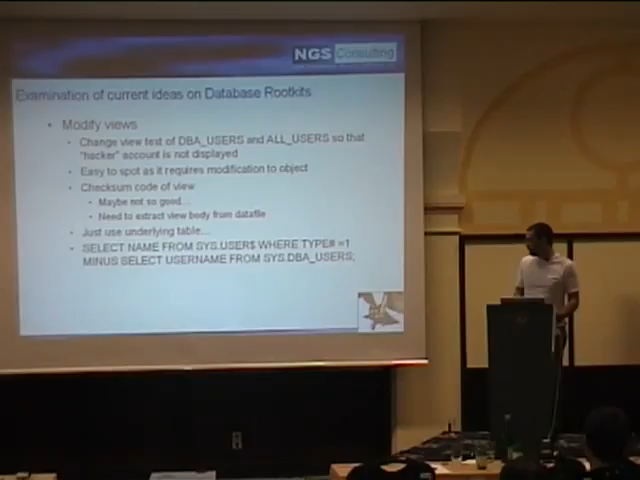 NGS Consulting
Examination of current ideas on Database Rootkits
• Modify views
• Change view text of DBA_USERS and ALL_USERS so that
"hacker" account is not displayed
• Easy to spot as it requires modification to object
• Checksum code of view
• Maybe not so good…
• Need to extract view body from datafile
• Just use underlying table…
• SELECT NAME FROM SYS.USER$ WHERE TYPE# =1
MINUS SELECT USERNAME FROM SYS.DBA_USERS;